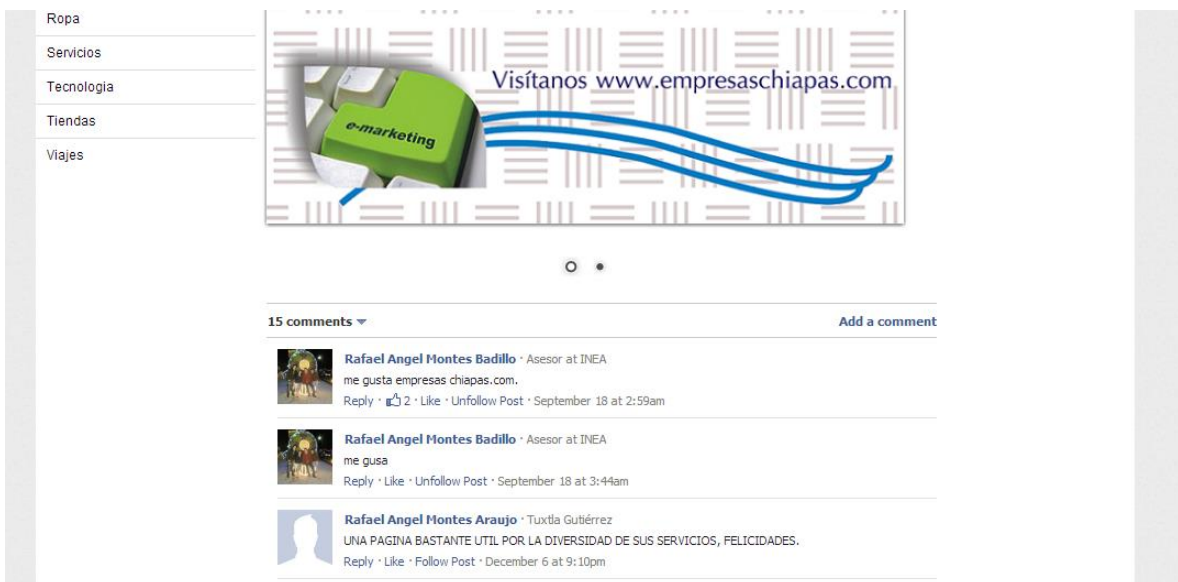 Ropa
Servicios
Tecnologia
Tiendas
Viajes
Visítanos www.empresaschiapas.com
e-marketing
15 comments Add a comment
Rafael Angel Montes Badillo · Asesor at INEA
me gusta empresas chiapas.com.
Reply · 2 · Like · Unfollow Post · September 18 at 2:59am
Rafael Angel Montes Badillo · Asesor at INEA
me gusa
Reply · Like · Unfollow Post · September 18 at 3:44am
Rafael Angel Montes Araujo · Tuxtla Gutiérrez
UNA PAGINA BASTANTE UTIL POR LA DIVERSIDAD DE SUS SERVICIOS, FELICIDADES.
Reply · Like · Follow Post · December 6 at 9:10pm